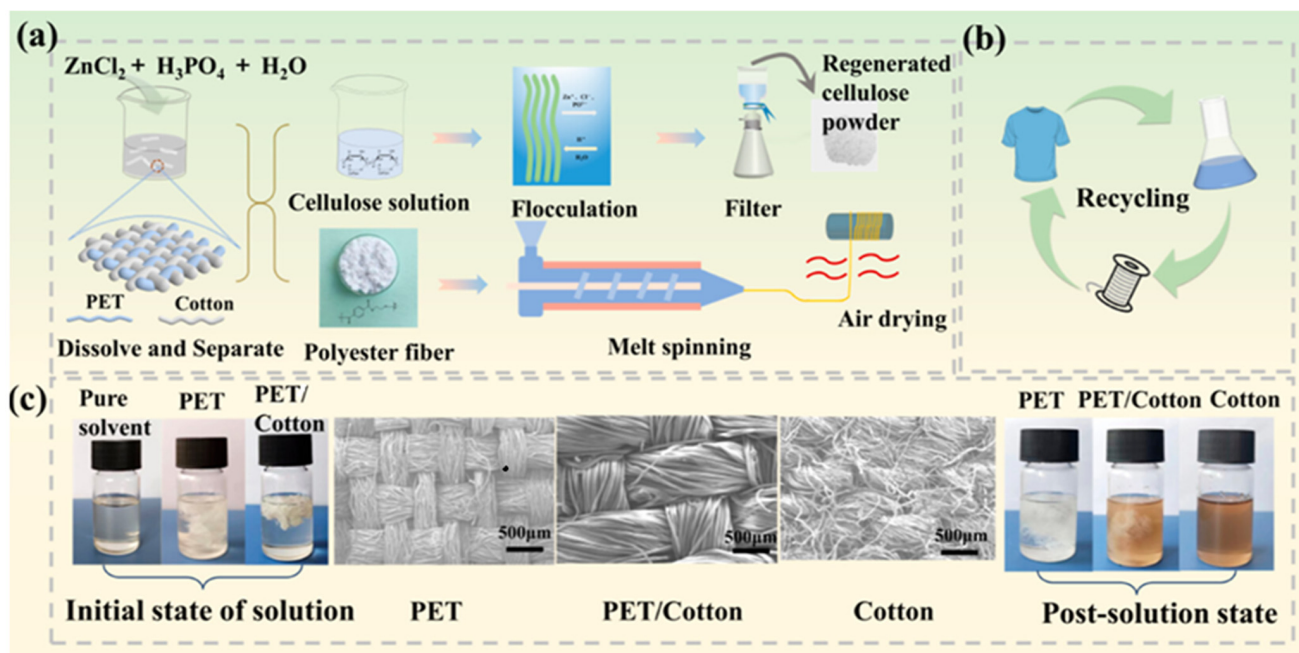 (a)
ZnCl₂ + H₃PO₄ + H₂O
PET
Cotton
Dissolve and Separate
Cellulose solution
Polyester fiber
H₂O
Flocculation
Filter
Regenerated
cellulose
powder
Melt spinning
Air drying
(b)
Recycling
(c)
Pure
solvent
PET
PET/
Cotton
Initial state of solution
500μm
PET
500μm
PET/Cotton
500μm
Cotton
PET
PET/Cotton
Cotton
Post-solution state